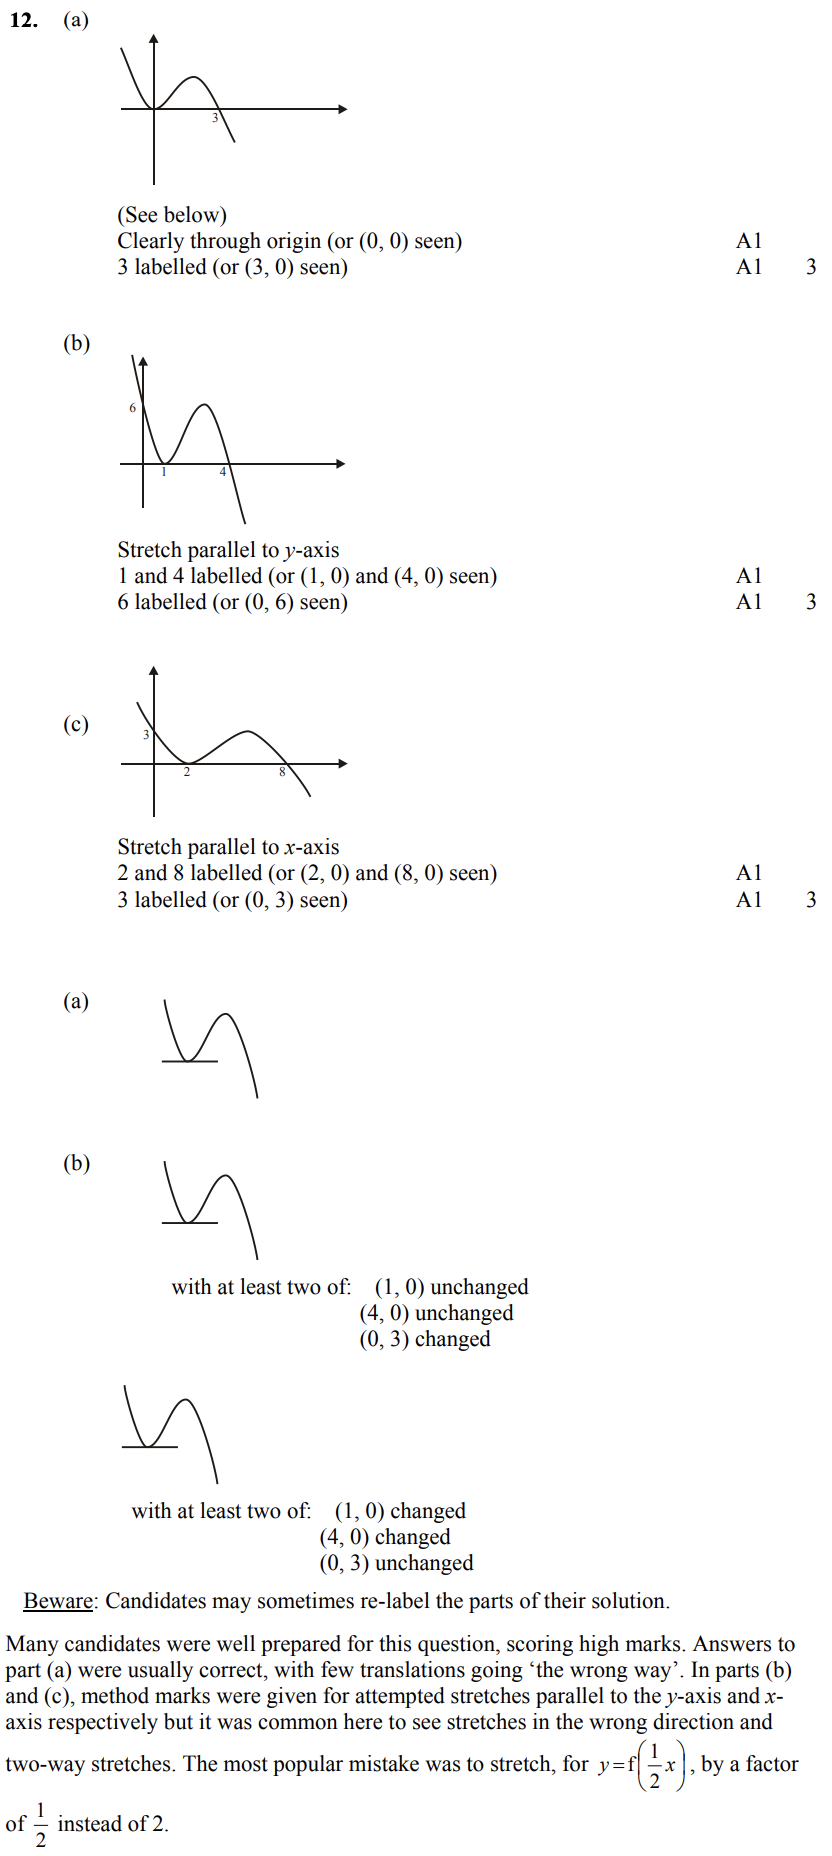 12. (a)
3
(See below)
Clearly through origin (or (0, 0) seen) A1
3 labelled (or (3, 0) seen) A1 3
(b)
6
1 4
Stretch parallel to y-axis
1 and 4 labelled (or (1, 0) and (4, 0) seen) A1
6 labelled (or (0, 6) seen) A1 3
(c)
3
2 8
Stretch parallel to x-axis
2 and 8 labelled (or (2, 0) and (8, 0) seen) A1
3 labelled (or (0, 3) seen) A1 3
(a)
(b)
with at least two of: (1, 0) unchanged
(4, 0) unchanged
(0, 3) changed
with at least two of: (1, 0) changed
(4, 0) changed
(0, 3) unchanged
Beware: Candidates may sometimes re-label the parts of their solution.
Many candidates were well prepared for this question, scoring high marks. Answers to
part (a) were usually correct, with few translations going ‘the wrong way’. In parts (b)
and (c), method marks were given for attempted stretches parallel to the y-axis and x-
axis respectively but it was common here to see stretches in the wrong direction and
two-way stretches. The most popular mistake was to stretch, for y=f(1/2 x), by a factor
of 1/2 instead of 2.